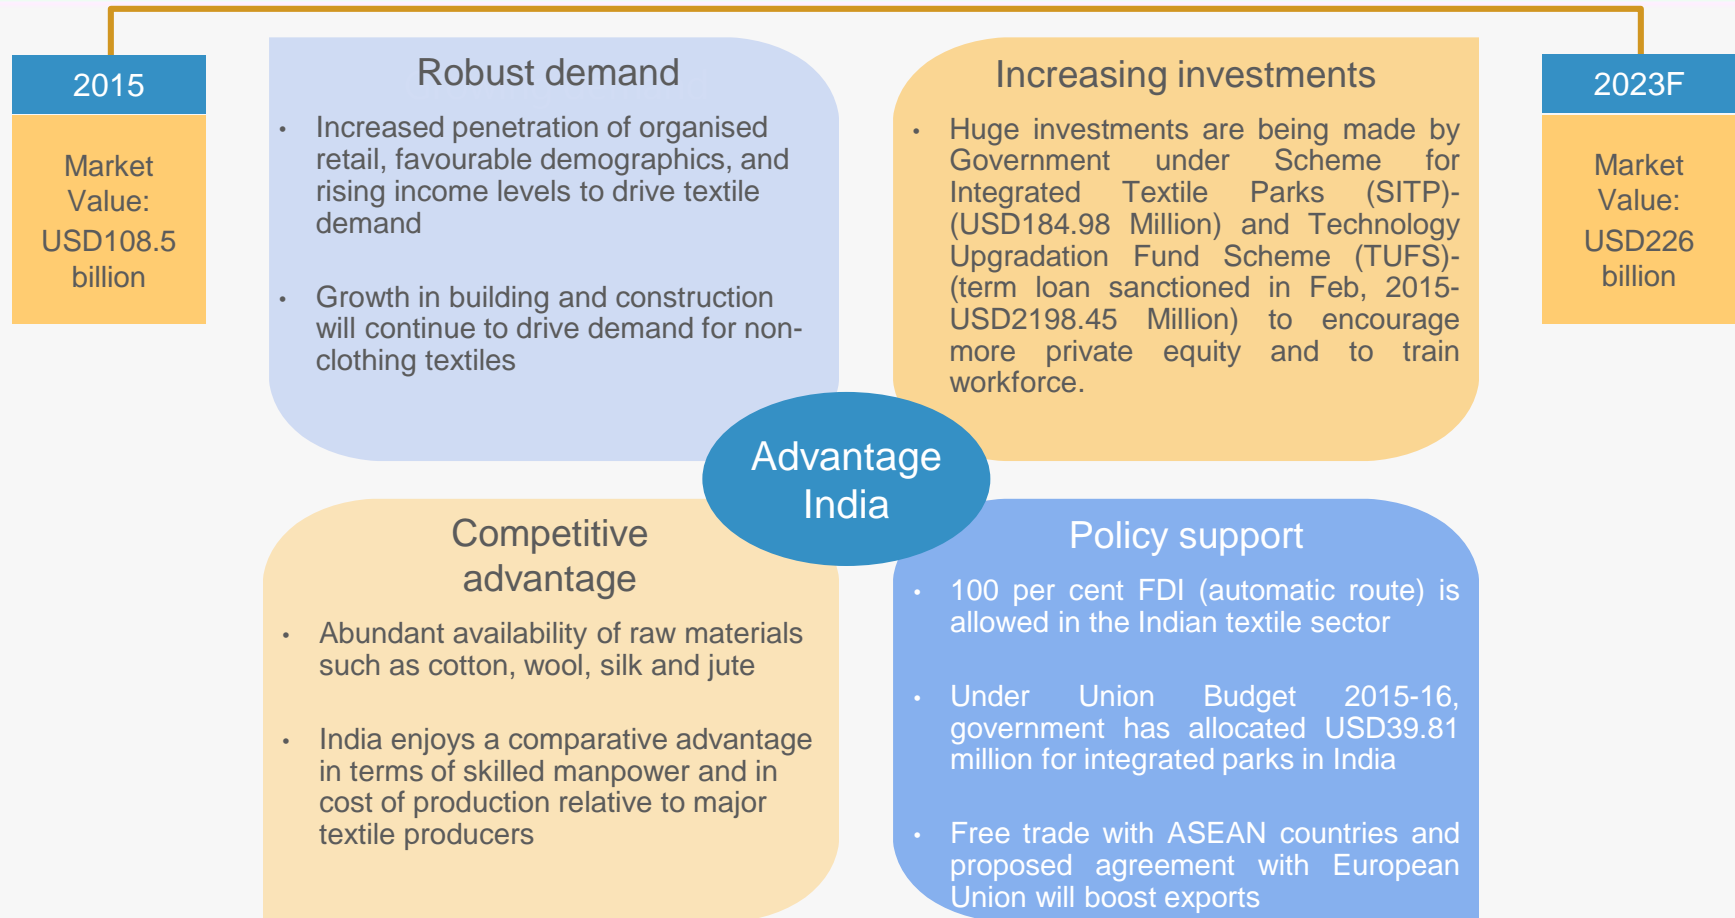 2015
Market
Value:
USD108.5
billion
Robust demand
• Increased penetration of organised
retail, favourable demographics, and
rising income levels to drive textile
demand
• Growth in building and construction
will continue to drive demand for non-
clothing textiles
Increasing investments
• Huge investments are being made by
Government under Scheme for
Integrated Textile Parks (SITP)-
(USD184.98 Million) and Technology
Upgradation Fund Scheme (TUFS)-
(term loan sanctioned in Feb, 2015-
USD2198.45 Million) to encourage
more private equity and to train
workforce.
2023F
Market
Value:
USD226
billion
Advantage
India
Competitive
advantage
• Abundant availability of raw materials
such as cotton, wool, silk and jute
• India enjoys a comparative advantage
in terms of skilled manpower and in
cost of production relative to major
textile producers
Policy support
• 100 per cent FDI (automatic route) is
allowed in the Indian textile sector
• Under Union Budget 2015-16,
government has allocated USD39.81
million for integrated parks in India
• Free trade with ASEAN countries and
proposed agreement with European
Union will boost exports